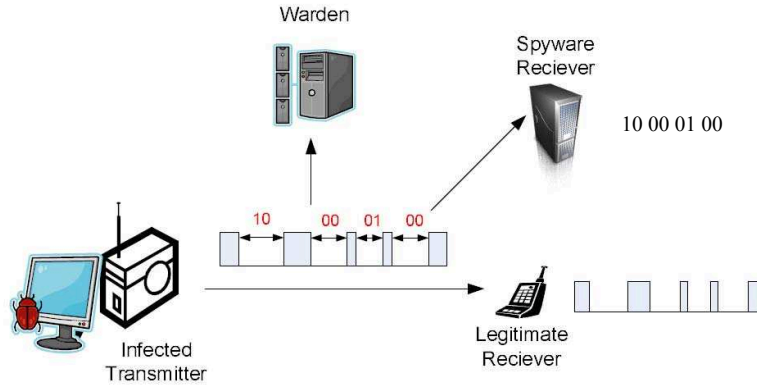 Warden
Spyware
Reciever
10 00 01 00
10 00 01 00
Infected
Transmitter
Legitimate
Reciever